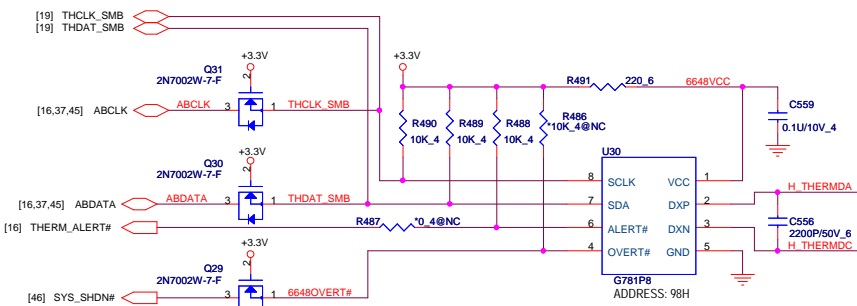 [19] THCLK_SMB
[19] THDAT_SMB
+3.3V
Q31
2N7002W-7-F
2
[16,37,45] ABCLK
ABCLK
3
1
THCLK_SMB
+3.3V
Q30
2N7002W-7-F
2
[16,37,45] ABDATA
ABDATA
3
1
THDAT_SMB
[16] THERM_ALERT#
R487
*0_4@NC
+3.3V
Q29
2N7002W-7-F
2
[46] SYS_SHDN#
3
1
6648OVERT#
+3.3V
R491
220_6
6648VCC
R490
10K_4
R489
10K_4
R488
10K_4
R486
*10K_4@NC
C559
0.1U/10V_4
U30
8 SCLK VCC 1
7 SDA DXP 2
6 ALERT# DXN 3
4 OVERT# GND 5
G781P8
ADDRESS: 98H
H_THERMDA
C556
2200P/50V_6
H_THERMDC